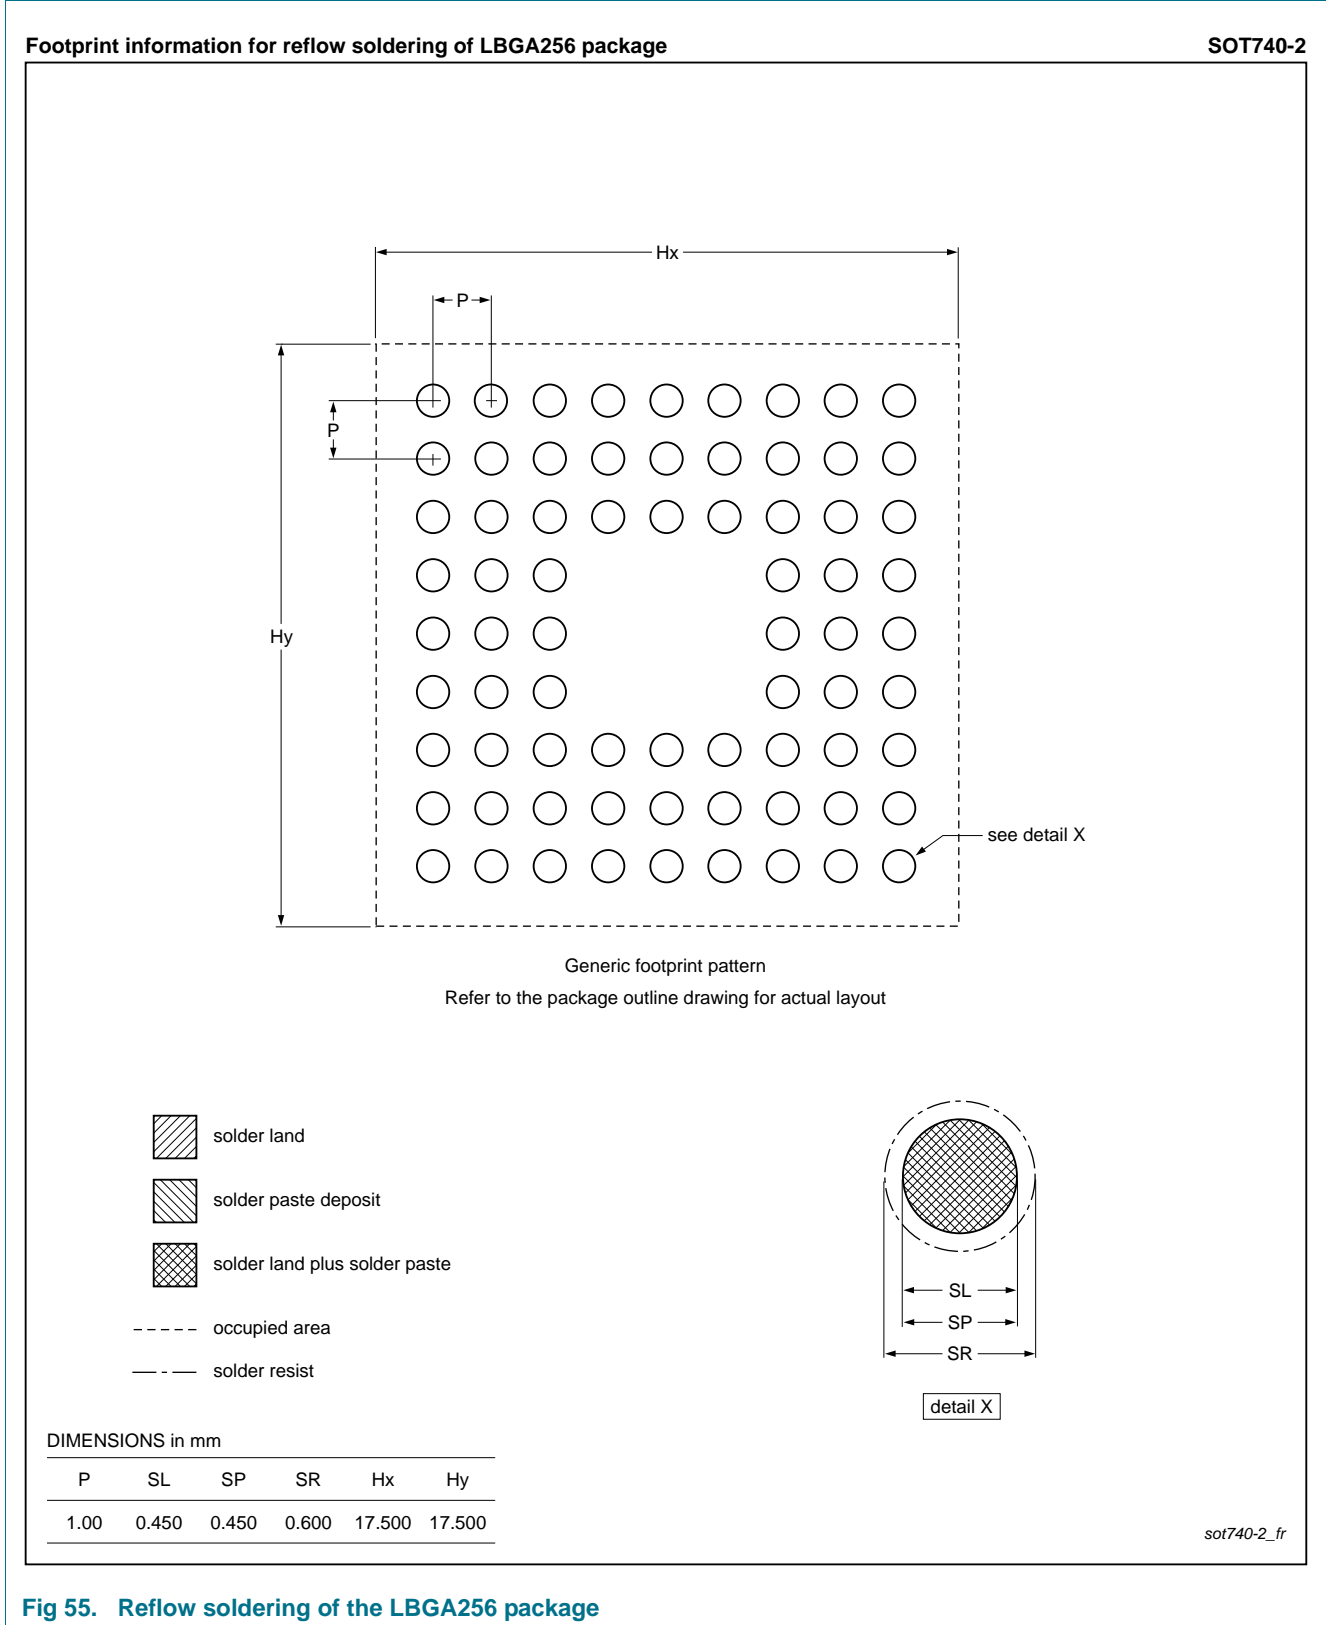 Footprint information for reflow soldering of LBGA256 package SOT740-2
Hx
P
P
Hy
see detail X
Generic footprint pattern
Refer to the package outline drawing for actual layout
solder land
solder paste deposit
solder land plus solder paste
occupied area
solder resist
SL
SP
SR
detail X
DIMENSIONS in mm
P SL SP SR Hx Hy
1.00 0.450 0.450 0.600 17.500 17.500
sot740-2_fr
Fig 55. Reflow soldering of the LBGA256 package